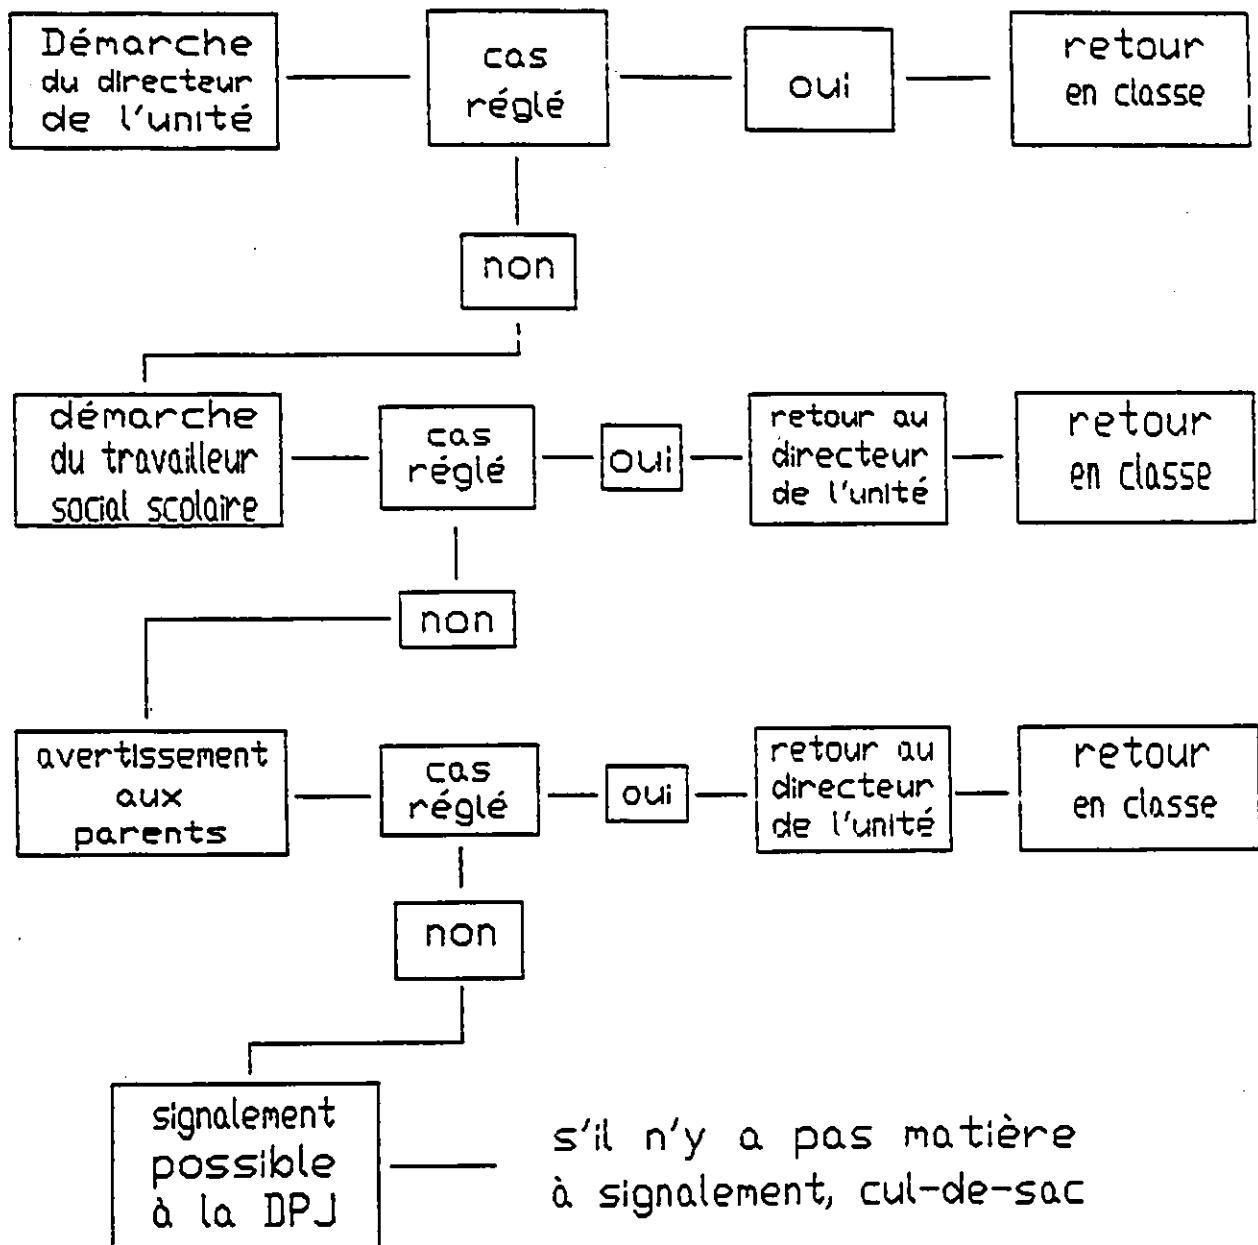 Démarche
du directeur
de l'unité
cas
réglé
oui
retour
en classe
non
démarche
du travailleur
social scolaire
cas
réglé
oui
retour au
directeur
de l'unité
retour
en classe
non
avertissement
aux
parents
cas
réglé
oui
retour au
directeur
de l'unité
retour
en classe
non
signalement
possible
à la DPJ
s'il n'y a pas matière
à signalement, cul-de-sac